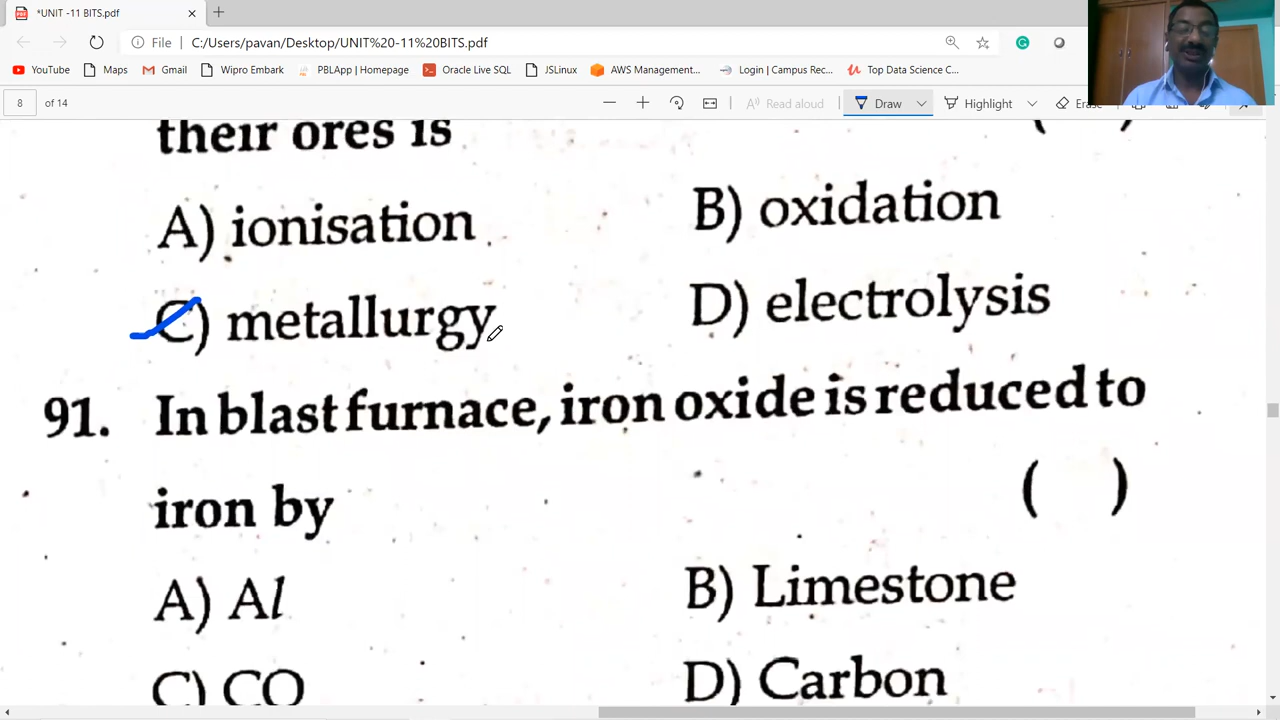 *UNIT -11 BITS.pdf
File C:/Users/pavan/Desktop/UNIT%20-11%20BITS.pdf
YouTube Maps Gmail Wipro Embark PBLApp | Homepage Oracle Live SQL JSLinux AWS Management... Login | Campus Rec... Top Data Science C...
8 of 14 Read aloud Draw Highlight
their ores is ( )
A) ionisation B) oxidation
C) metallurgy D) electrolysis
91. In blast furnace, iron oxide is reduced to
iron by ( )
A) Al B) Limestone
C) CO D) Carbon